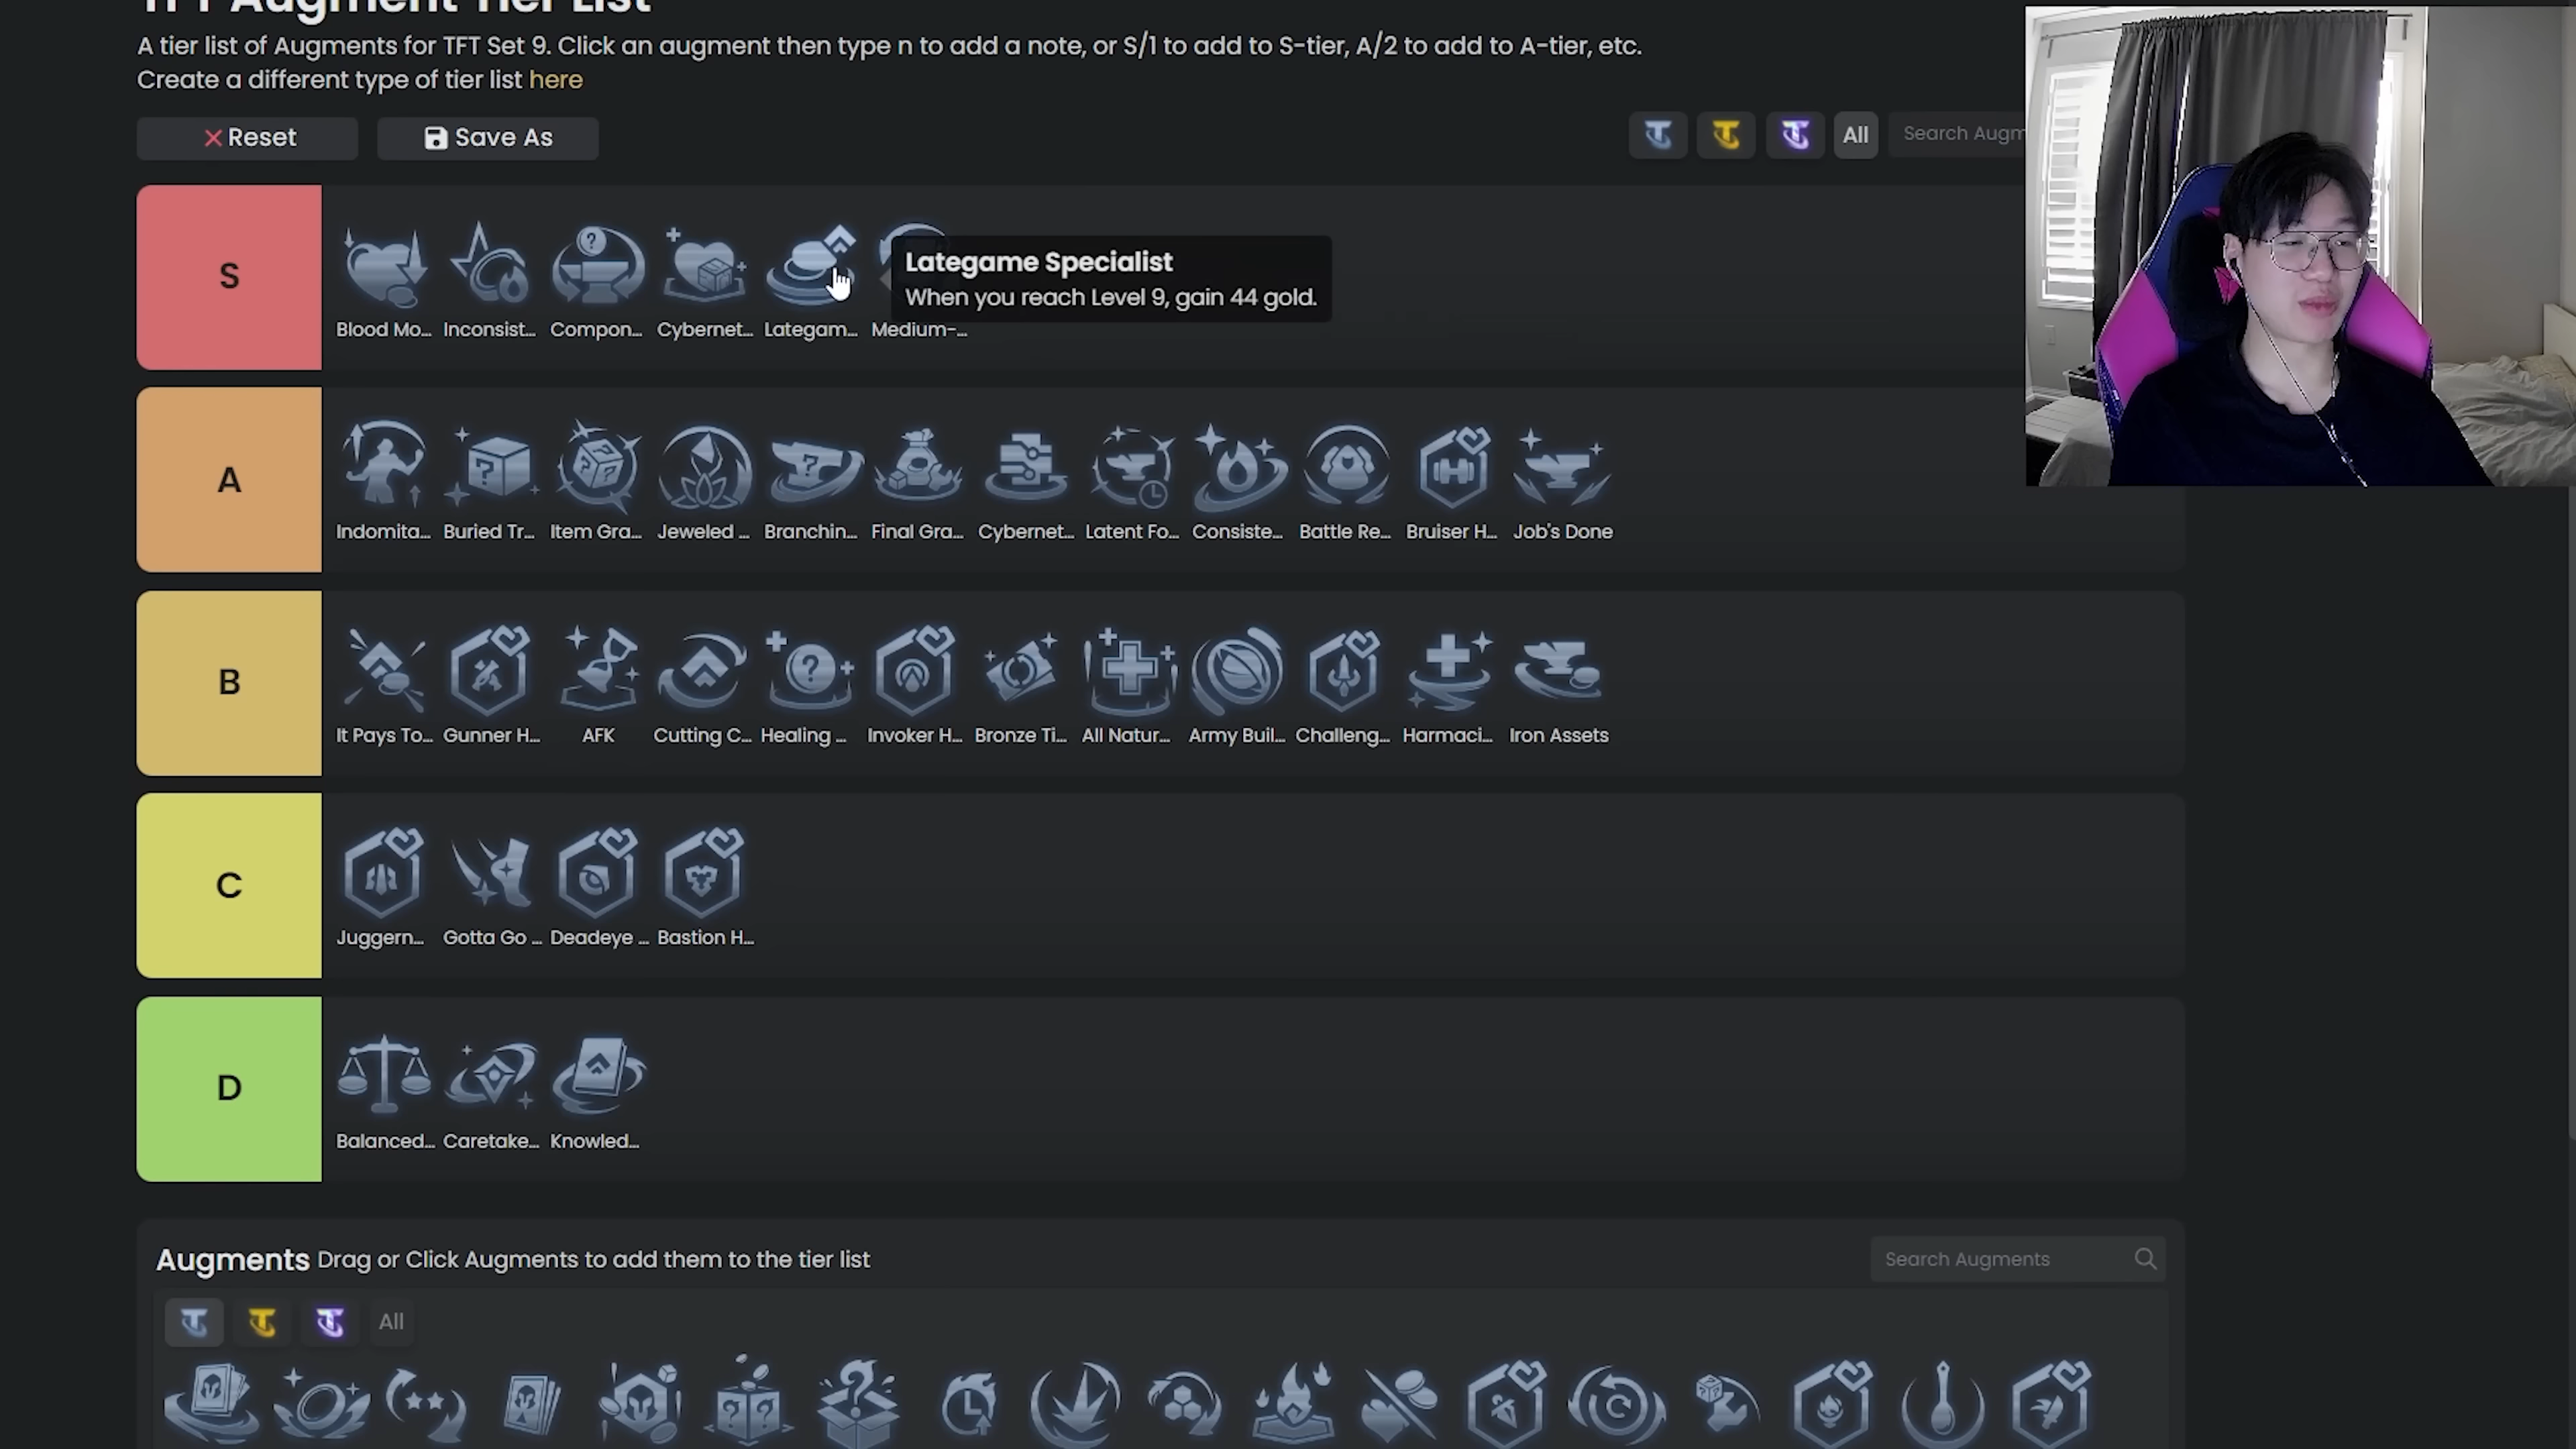 TFT Augment Tier List
A tier list of Augments for TFT Set 9. Click an augment then type n to add a note, or S/1 to add to S-tier, A/2 to add to A-tier, etc.
Create a different type of tier list here
Reset
Save As
All
Search Augm
S
Blood Mo...
Inconsist...
Compon...
Cybernet...
Lategam...
Medium-...
Lategame Specialist
When you reach Level 9, gain 44 gold.
A
Indomita...
Buried Tr...
Item Gra...
Jeweled ...
Branchin...
Final Gra...
Cybernet...
Latent Fo...
Consiste...
Battle Re...
Bruiser H...
Job's Done
B
It Pays To...
Gunner H...
AFK
Cutting C...
Healing ...
Invoker H...
Bronze Ti...
All Natur...
Army Buil...
Challeng...
Harmaci...
Iron Assets
C
Juggern...
Gotta Go ...
Deadeye ...
Bastion H...
D
Balanced...
Caretake...
Knowled...
Augments Drag or Click Augments to add them to the tier list
Search Augments
All